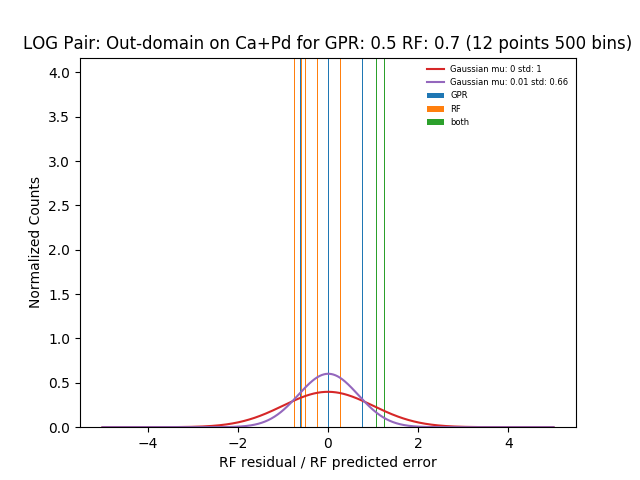 LOG Pair: Out-domain on Ca+Pd for GPR: 0.5 RF: 0.7 (12 points 500 bins)
Gaussian mu: 0 std: 1
Gaussian mu: 0.01 std: 0.66
GPR
RF
both
Normalized Counts
4.0
3.5
3.0
2.5
2.0
1.5
1.0
0.5
0.0
−4 −2 0 2 4
RF residual / RF predicted error